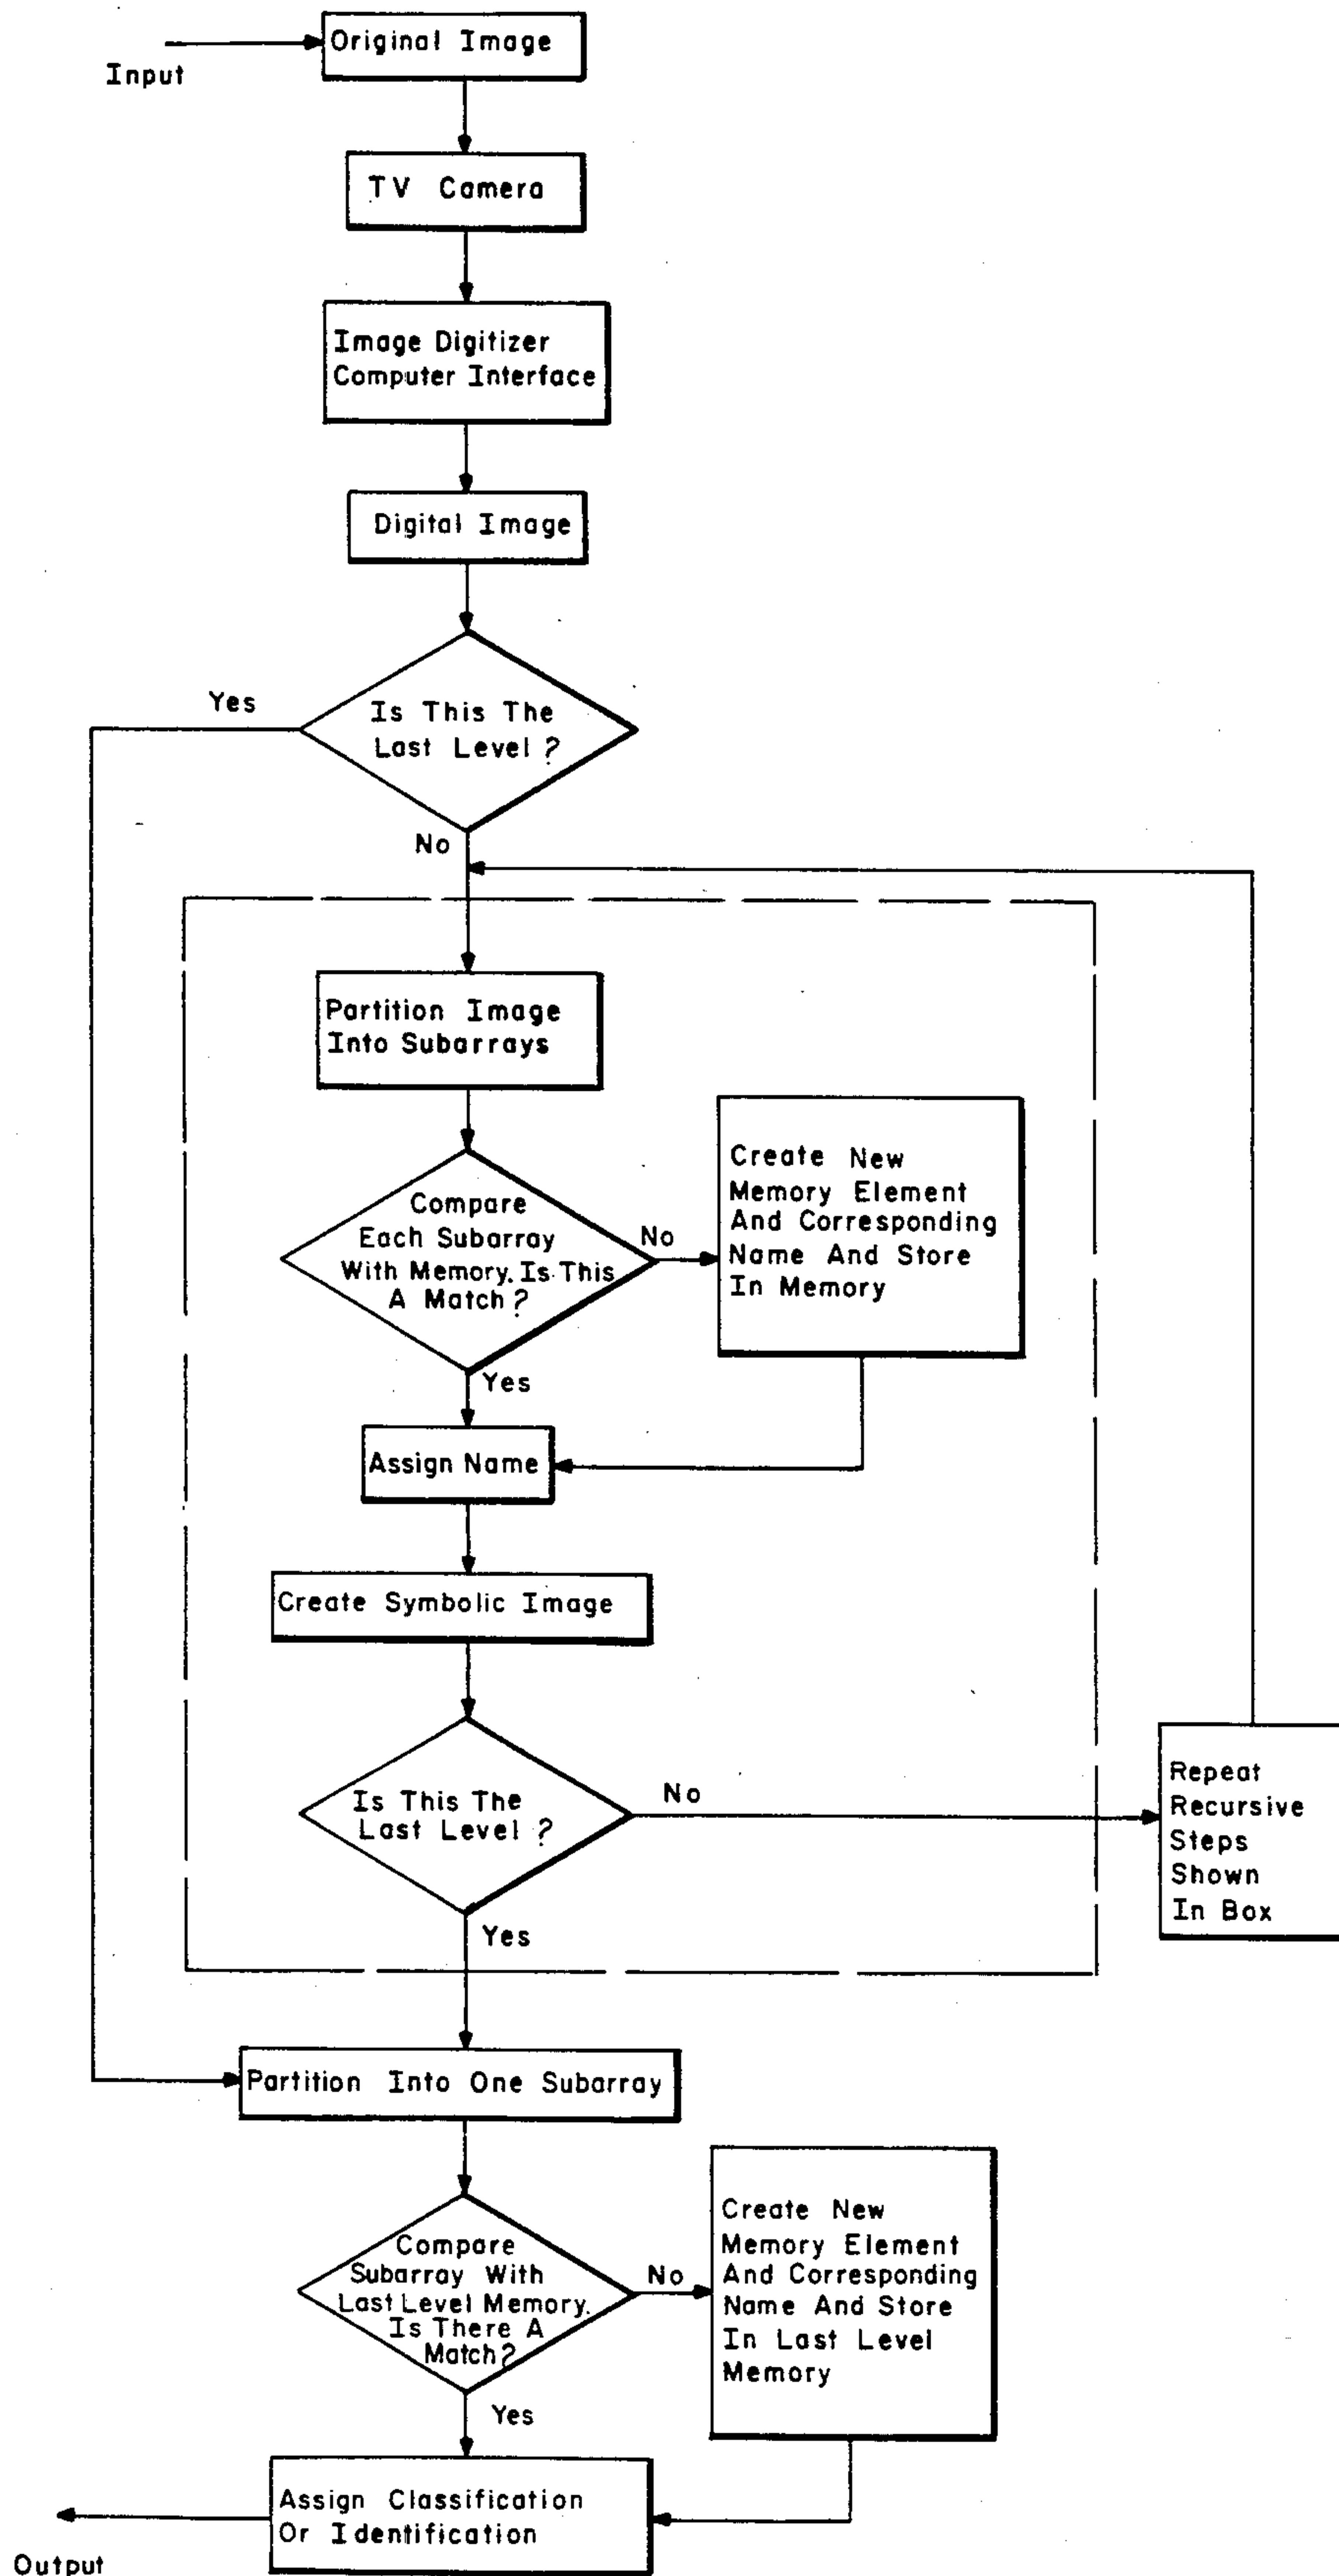 Original Image
Input
TV Camera
Image Digitizer
Computer Interface
Digital Image
Yes
Is This The
Last Level ?
No
Partition Image
Into Subarrays
Compare
Each Subarray
With Memory. Is This
A Match ?
No
Create New
Memory Element
And Corresponding
Name And Store
In Memory
Yes
Assign Name
Create Symbolic Image
Is This The
Last Level ?
No
Repeat
Recursive
Steps
Shown
In Box
Yes
Partition Into One Subarray
Compare
Subarray With
Last Level Memory.
Is There A
Match ?
No
Create New
Memory Element
And Corresponding
Name And Store
In Last Level
Memory
Yes
Assign Classification
Or Identification
Output